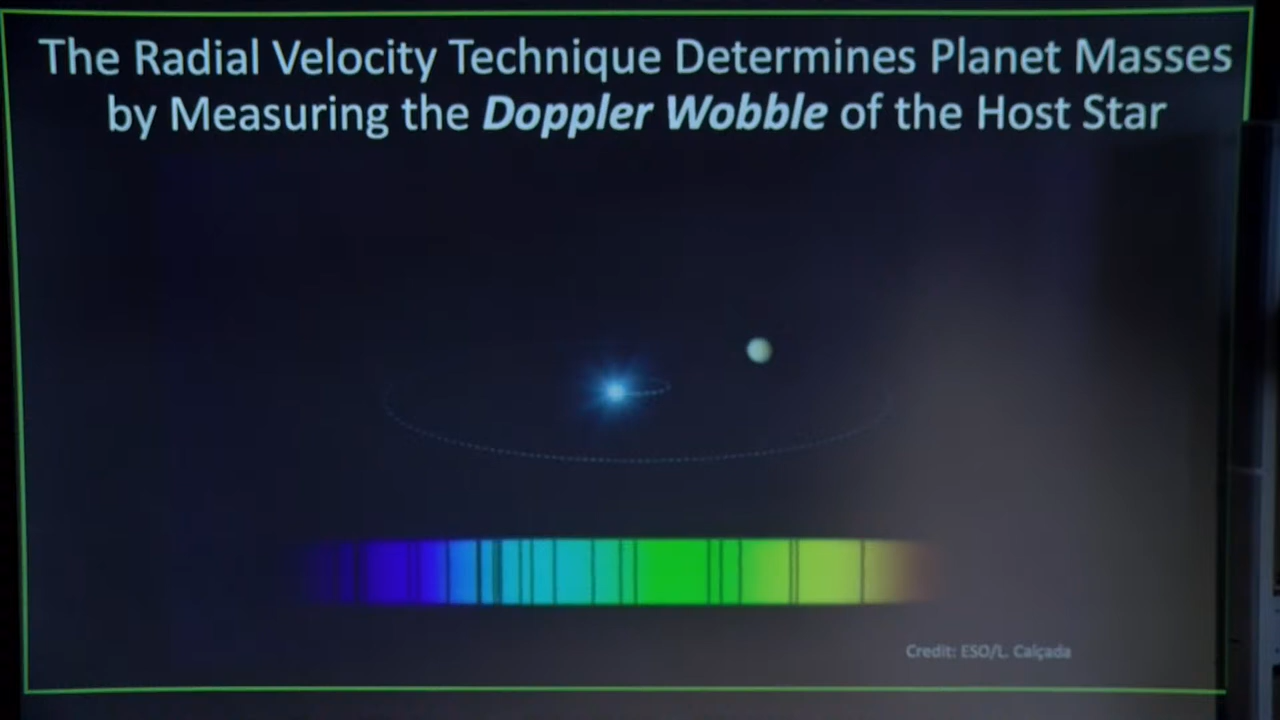 The Radial Velocity Technique Determines Planet Masses
by Measuring the Doppler Wobble of the Host Star
Credit: ESO/L. Calçada